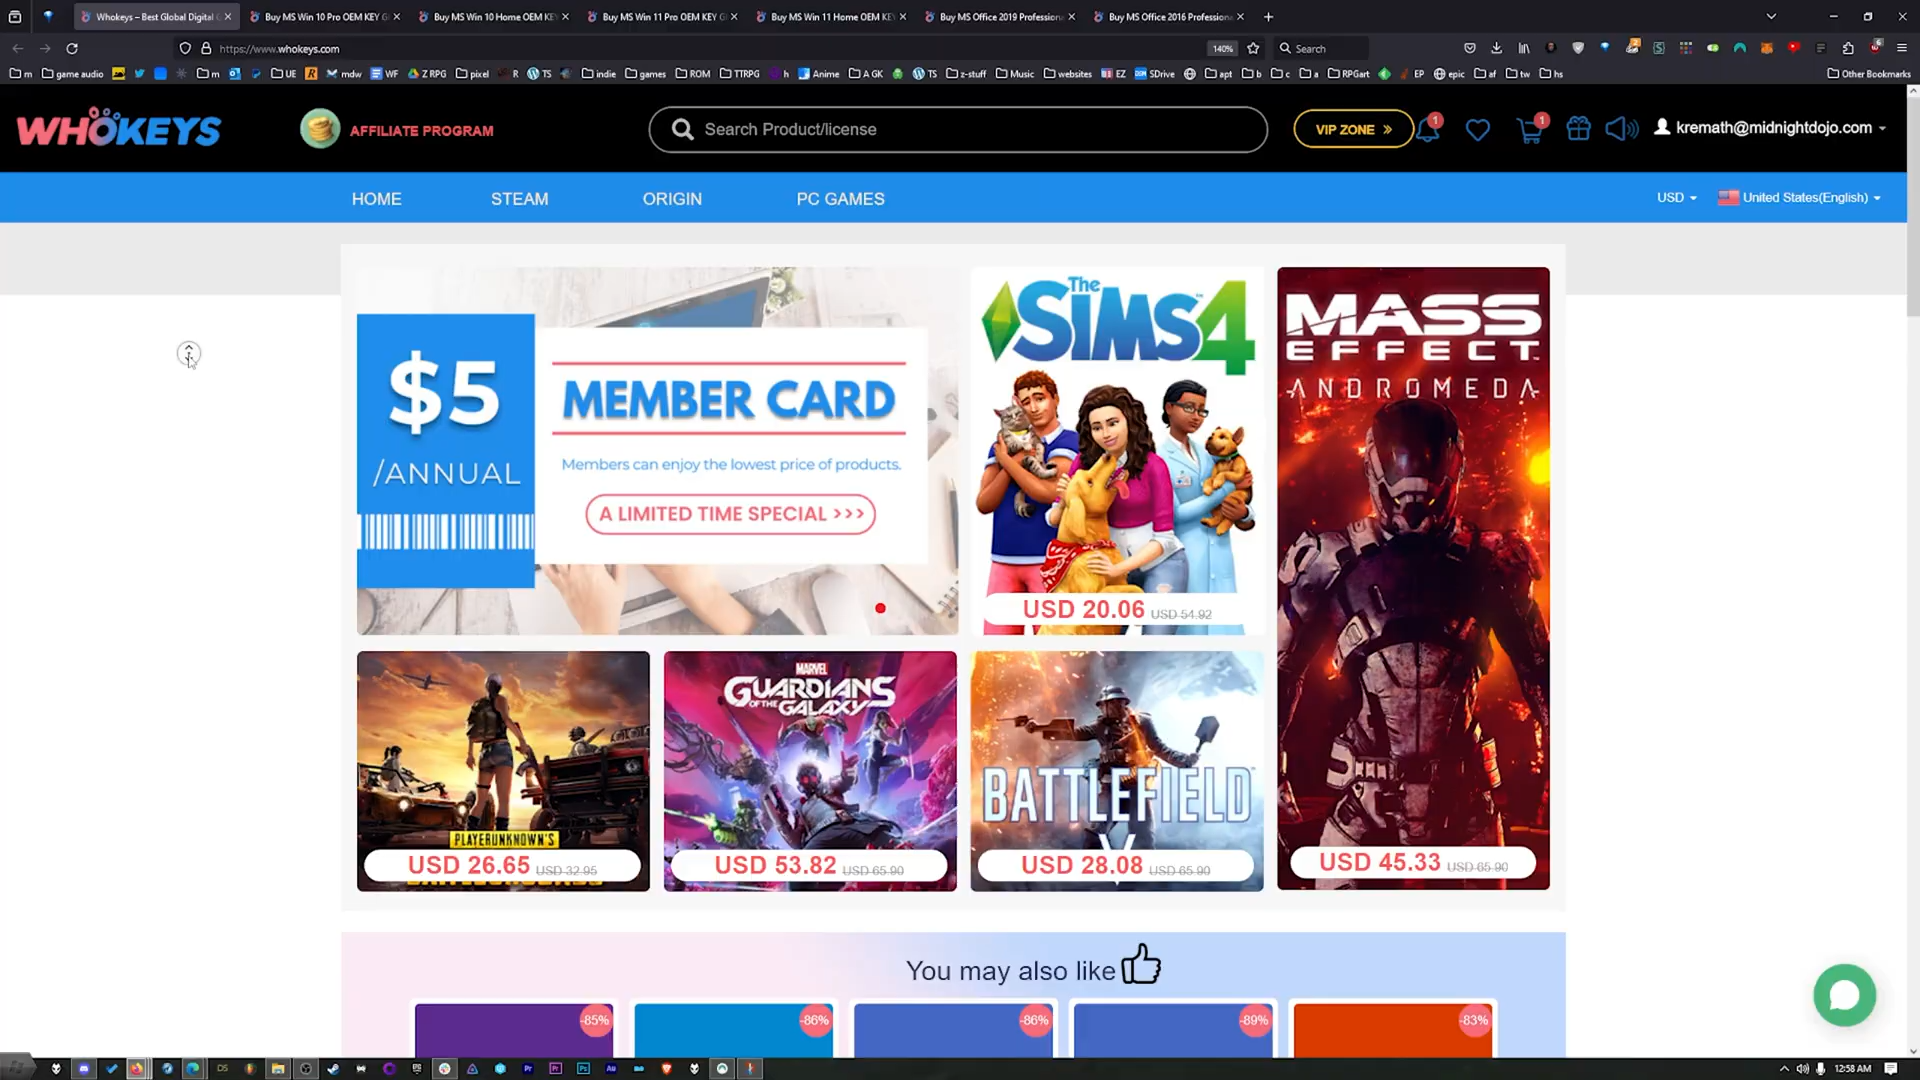 Whokeys – Best Global Digital G
Buy MS Win 10 Pro OEM KEY G
Buy MS Win 10 Home OEM KE
Buy MS Win 11 Pro OEM KEY G
Buy MS Win 11 Home OEM KE
Buy MS Office 2019 Professiona
Buy MS Office 2016 Professiona
https://www.whokeys.com
140%
Search
m
game audio
m
UE
mdw
WF
Z RPG
pixel
R
TS
indie
games
ROM
TTRPG
h
Anime
A GK
TS
z-stuff
Music
websites
EZ
SDrive
apt
b
c
a
RPGart
EP
epic
af
tw
hs
Other Bookmarks
WHOKEYS
AFFILIATE PROGRAM
Search Product/license
VIP ZONE »
1
1
kremath@midnightdojo.com
HOME
STEAM
ORIGIN
PC GAMES
USD
United States(English)
$5
/ANNUAL
MEMBER CARD
Members can enjoy the lowest price of products.
A LIMITED TIME SPECIAL >>>
The
SIMS 4
USD 20.06 USD 54.92
MASS
EFFECT
ANDROMEDA
USD 45.33 USD 65.90
PLAYERUNKNOWN'S
USD 26.65 USD 32.95
MARVEL
GUARDIANS
OF THE GALAXY
USD 53.82 USD 65.90
BATTLEFIELD
V
USD 28.08 USD 65.90
You may also like
-85%
-86%
-86%
-89%
-83%
12:58 AM